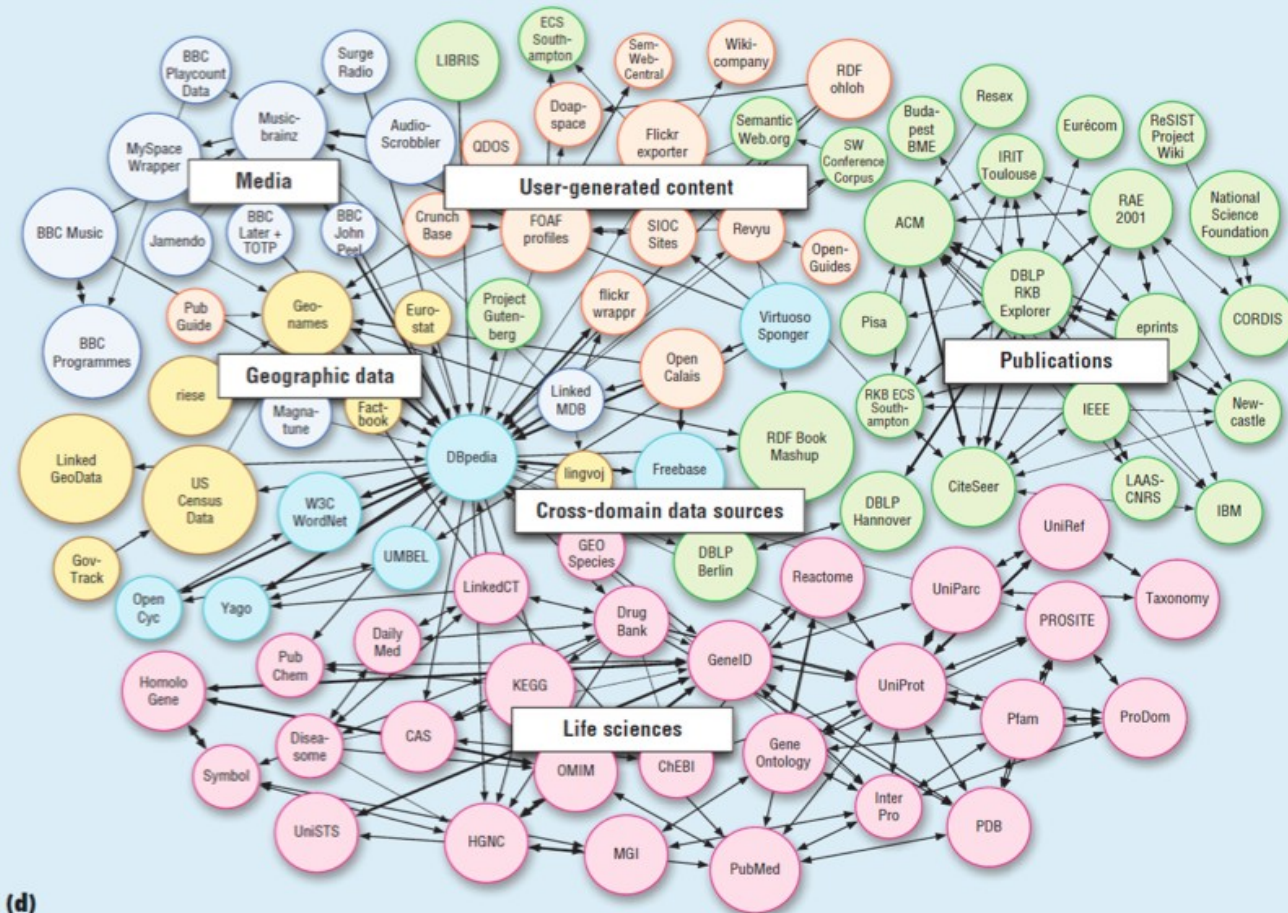 BBC
Playcount
Data
Surge
Radio
LIBRIS
ECS
South-
ampton
Sem-
Web-
Central
Wiki-
company
RDF
ohloh
Resex
Music-
brainz
MySpace
Wrapper
Audio-
Scrobbler
QDOS
Doap-
space
Flickr
exporter
Semantic
Web.org
SW
Conference
Corpus
Buda-
pest
BME
IRIT
Toulouse
Eurécom
ReSIST
Project
Wiki
Media
User-generated content
National
Science
Foundation
RAE
2001
ACM
BBC Music
Jamendo
BBC
Later +
TOTP
BBC
John
Peel
Crunch
Base
FOAF
profiles
SIOC
Sites
Revyu
Open-
Guides
DBLP
RKB
Explorer
Pub
Guide
Geo-
names
Euro-
stat
Project
Guten-
berg
flickr
wrappr
Virtuoso
Sponger
Pisa
eprints
CORDIS
BBC
Programmes
Geographic data
Open
Calais
Publications
riese
Magna-
tune
Fact-
book
Linked
MDB
RKB ECS
South-
ampton
IEEE
New-
castle
Linked
GeoData
US
Census
Data
DBpedia
lingvoj
Freebase
RDF Book
Mashup
CiteSeer
LAAS-
CNRS
IBM
W3C
WordNet
Cross-domain data sources
DBLP
Hannover
Gov-
Track
UMBEL
GEO
Species
DBLP
Berlin
UniRef
Open
Cyc
Yago
LinkedCT
Reactome
UniParc
Taxonomy
Daily
Med
Drug
Bank
PROSITE
Pub
Chem
GeneID
Homolo
Gene
KEGG
UniProt
Pfam
ProDom
Life sciences
Disea-
some
CAS
Symbol
OMIM
ChEBI
Gene
Ontology
Inter
Pro
PDB
UniSTS
HGNC
MGI
PubMed
(d)